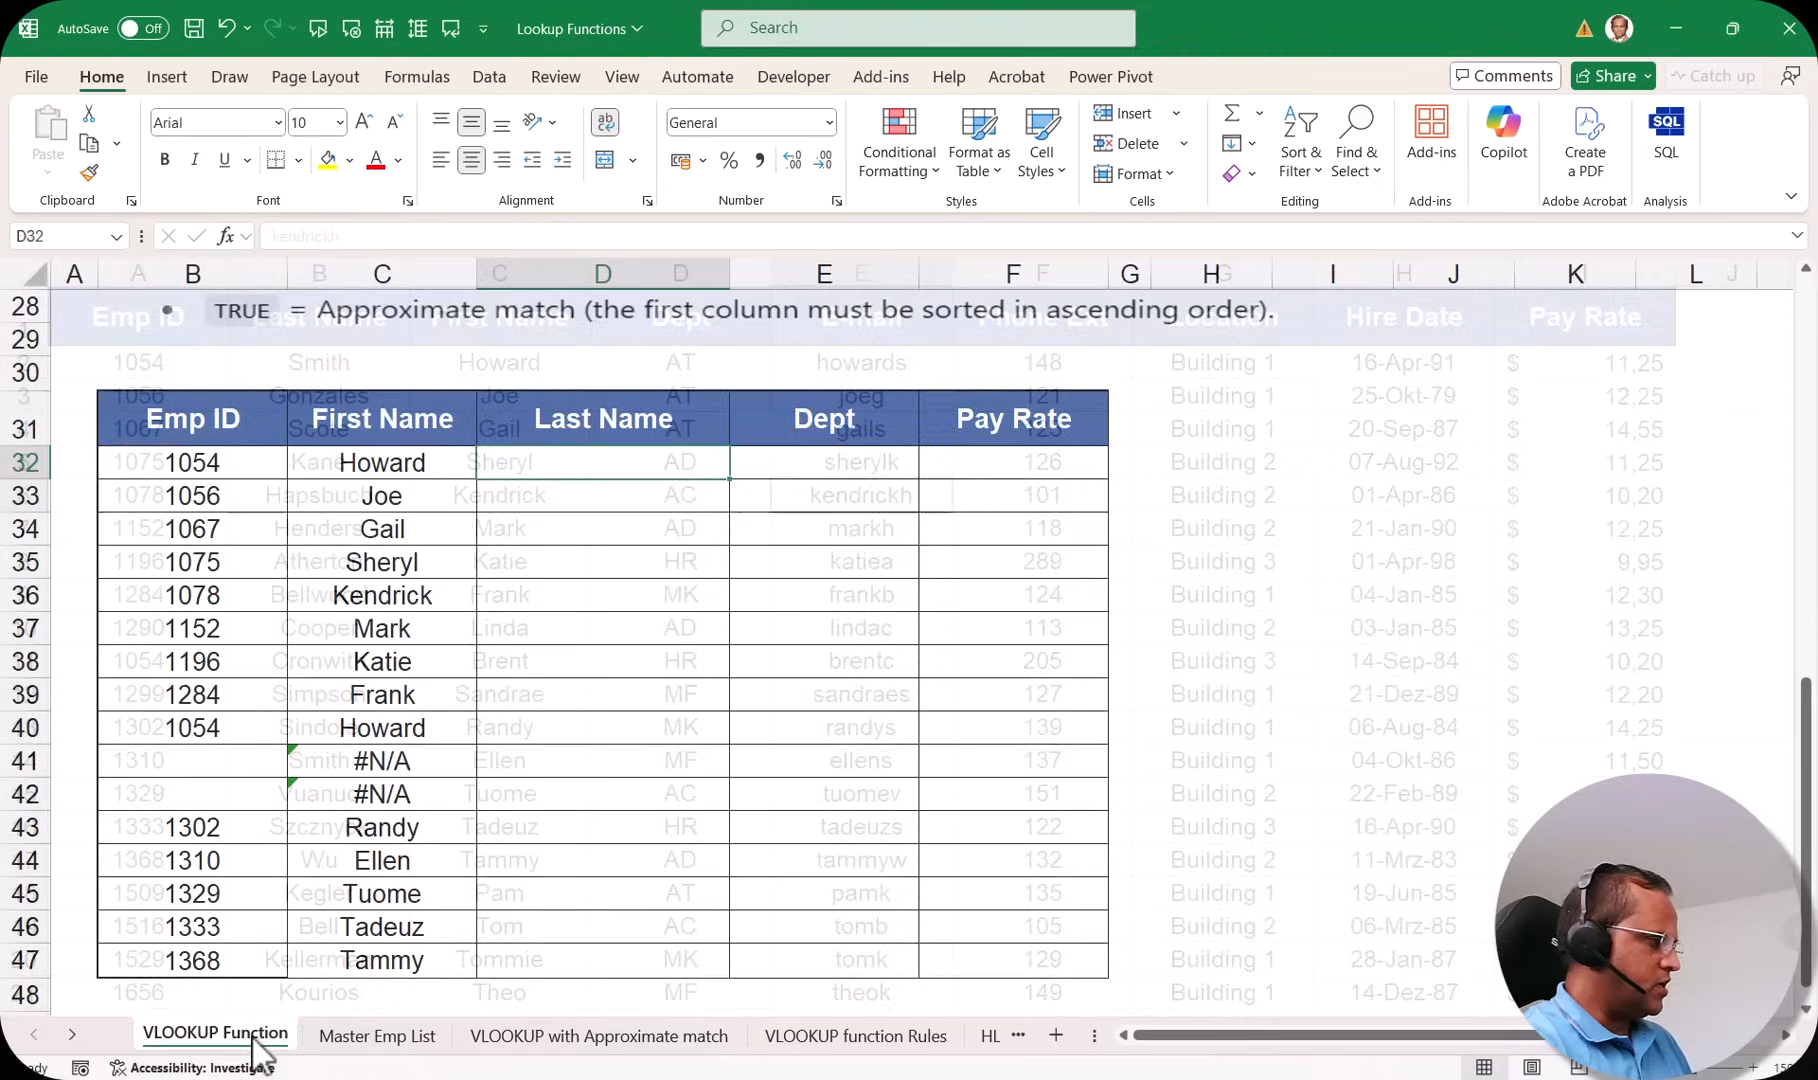 AutoSave Off Lookup Functions Search
File Home Insert Draw Page Layout Formulas Data Review View Automate Developer Add-ins Help Acrobat Power Pivot Comments Share Catch up
Paste Arial 10 General Conditional Formatting Format as Table Cell Styles Insert Delete Format Sort & Filter Find & Select Add-ins Copilot Create a PDF SQL
Clipboard Font Alignment Number Styles Cells Editing Add-ins Adobe Acrobat Analysis
D32 fx kendrickh
A B C D E F G H I J K L
A B C D E F G H J
28 • TRUE = Approximate match (the first column must be sorted in ascending order).
Emp ID Last Name First Name Dept E-mail Phone Ext Location Hire Date Pay Rate
29
1054 Smith Howard AT howards 148 Building 1 16-Apr-91 $ 11,25
30
1056 Gonzales Joe AT joeg 121 Building 1 25-Okt-79 $ 12,25
31 Emp ID First Name Last Name Dept Pay Rate
1067 Scote Gail AT gails Building 1 20-Sep-87 $ 14,55
32 1054 Howard
1075 Kane Sheryl AD sherylk 126 Building 2 07-Aug-92 $ 11,25
33 1056 Joe
1078 Kendrick AC kendrickh 101 Building 2 01-Apr-86 $ 10,20
34 1067 Gail
1152 Mark AD markh 118 Building 2 21-Jan-90 $ 12,25
35 1075 Sheryl
1196 Katie HR katiea 289 Building 3 01-Apr-98 $ 9,95
36 1078 Kendrick
1284 Frank MK frankb 124 Building 1 04-Jan-85 $ 12,30
37 1152 Mark
1290 Cooper Linda AD lindac 113 Building 2 03-Jan-85 $ 13,25
38 1196 Katie
1054 Brent HR brentc 205 Building 3 14-Sep-84 $ 10,20
39 1284 Frank
1299 Simpson Sandrae MF sandraes 127 Building 1 21-Dez-89 $ 12,20
40 1054 Howard
1302 Randy MK randys 139 Building 1 06-Aug-84 $ 14,25
41 #N/A
1310 Smith Ellen MF ellens 137 Building 1 04-Okt-86 $ 11,50
42 #N/A
1329 Tuome AC tuomev 151 Building 2 22-Feb-89 $
43 1302 Randy
1333 Tadeuz HR tadeuzs 122 Building 3 16-Apr-90 $
44 1310 Ellen
1368 Wu Tammy AD tammyw 132 Building 2 11-Mrz-83 $
45 1329 Tuome
1509 Pam AT pamk 135 Building 1 19-Jun-85 $
46 1333 Tadeuz
1516 Bell Tom AC tomb 105 Building 2 06-Mrz-85
47 1368 Tammy
1529 Tommie MK tomk 129 Building 1 28-Jan-87
48
1656 Kourios Theo MF theok 149 Building 1 14-Dez-87
VLOOKUP Function Master Emp List VLOOKUP with Approximate match VLOOKUP function Rules HL
Accessibility: Investigate